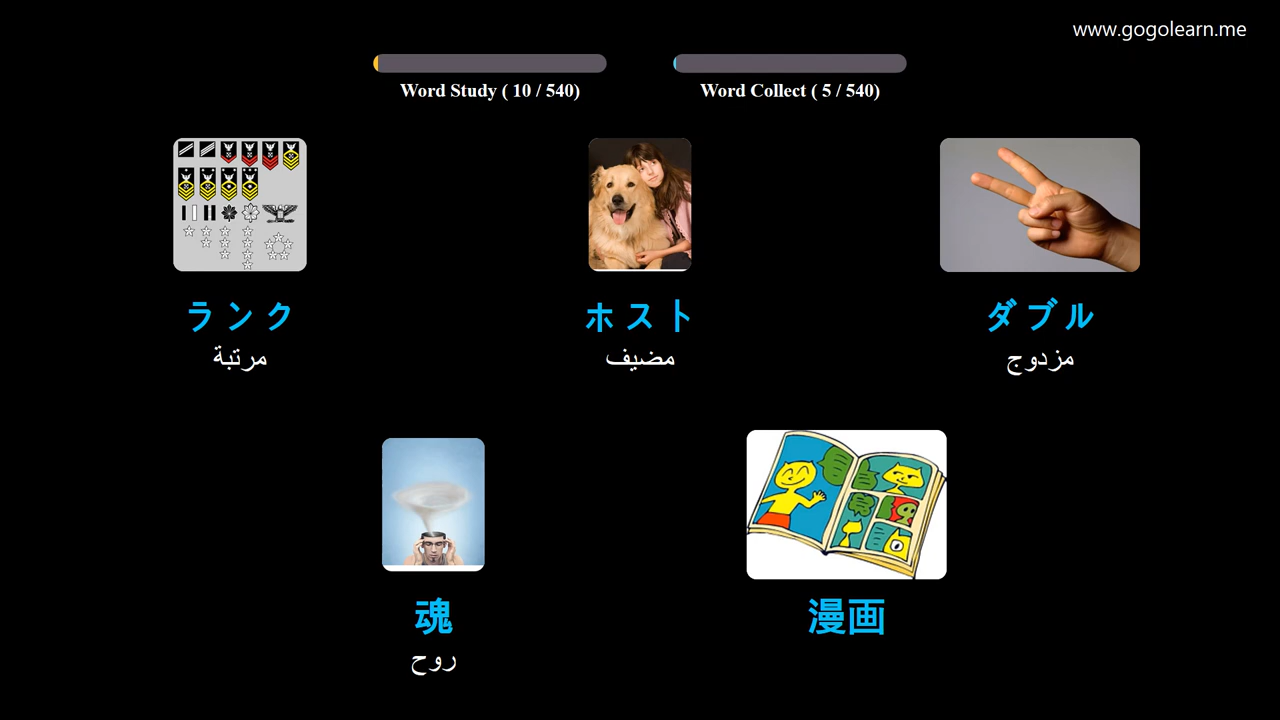 www.gogolearn.me
Word Study ( 10 / 540)
Word Collect ( 5 / 540)
ランク
مرتبة
ホスト
مضيف
ダブル
مزدوج
魂
روح
漫画